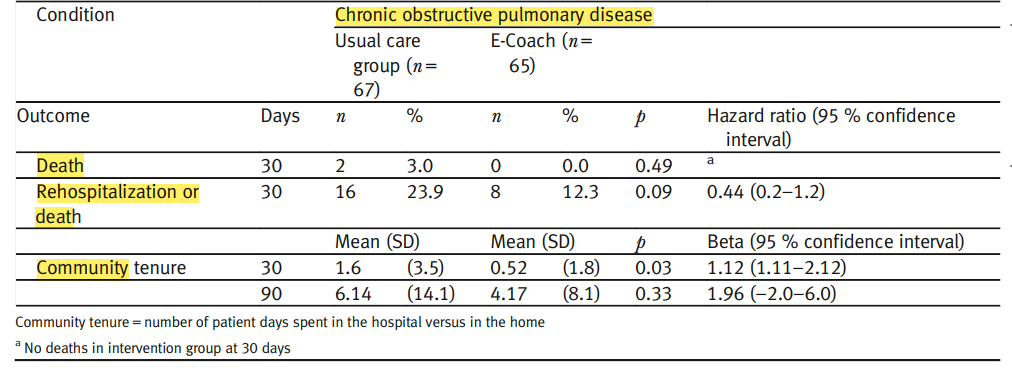 Condition Chronic obstructive pulmonary disease
Usual care group (n = 67) E-Coach (n = 65)
Outcome Days n % n % p Hazard ratio (95 % confidence interval)
Death 30 2 3.0 0 0.0 0.49 a
Rehospitalization or death 30 16 23.9 8 12.3 0.09 0.44 (0.2–1.2)
Mean (SD) Mean (SD) p Beta (95 % confidence interval)
Community tenure 30 1.6 (3.5) 0.52 (1.8) 0.03 1.12 (1.11–2.12)
90 6.14 (14.1) 4.17 (8.1) 0.33 1.96 (−2.0–6.0)
Community tenure = number of patient days spent in the hospital versus in the home
a No deaths in intervention group at 30 days